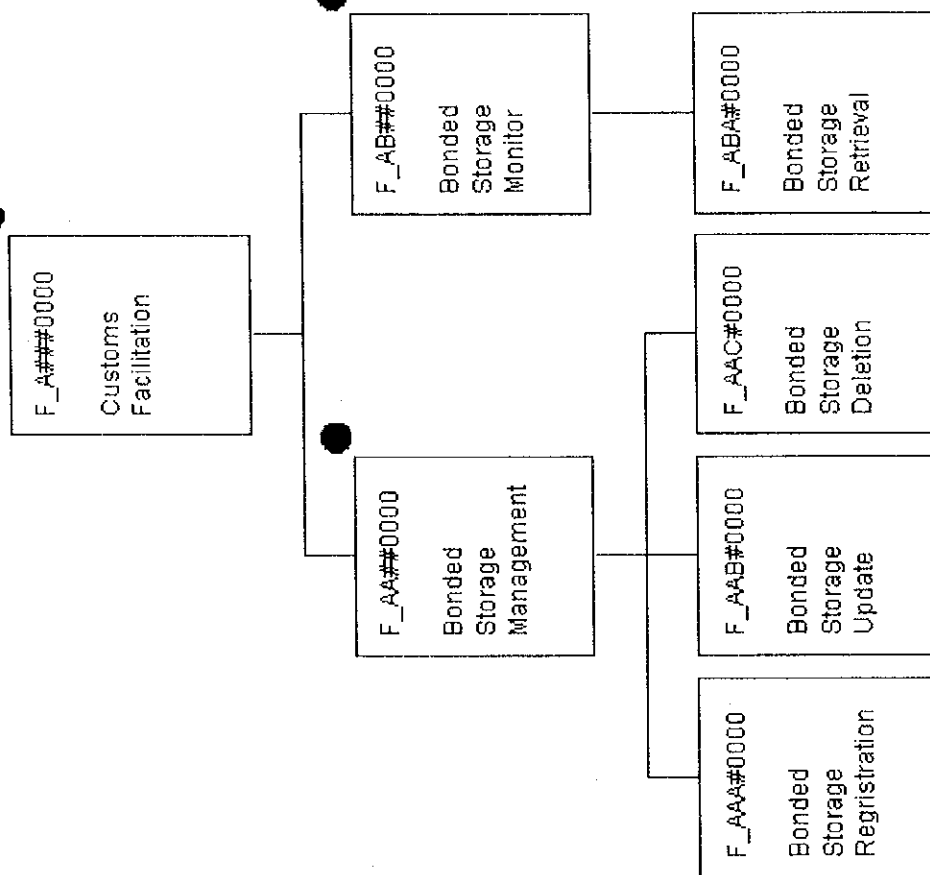 F_A###0000
Customs
Facilitation
F_AA##0000
Bonded
Storage
Management
F_AB##0000
Bonded
Storage
Monitor
F_AAA#0000
Bonded
Storage
Regristration
F_AAB#0000
Bonded
Storage
Update
F_AAC#0000
Bonded
Storage
Deletion
F_ABA#0000
Bonded
Storage
Retrieval